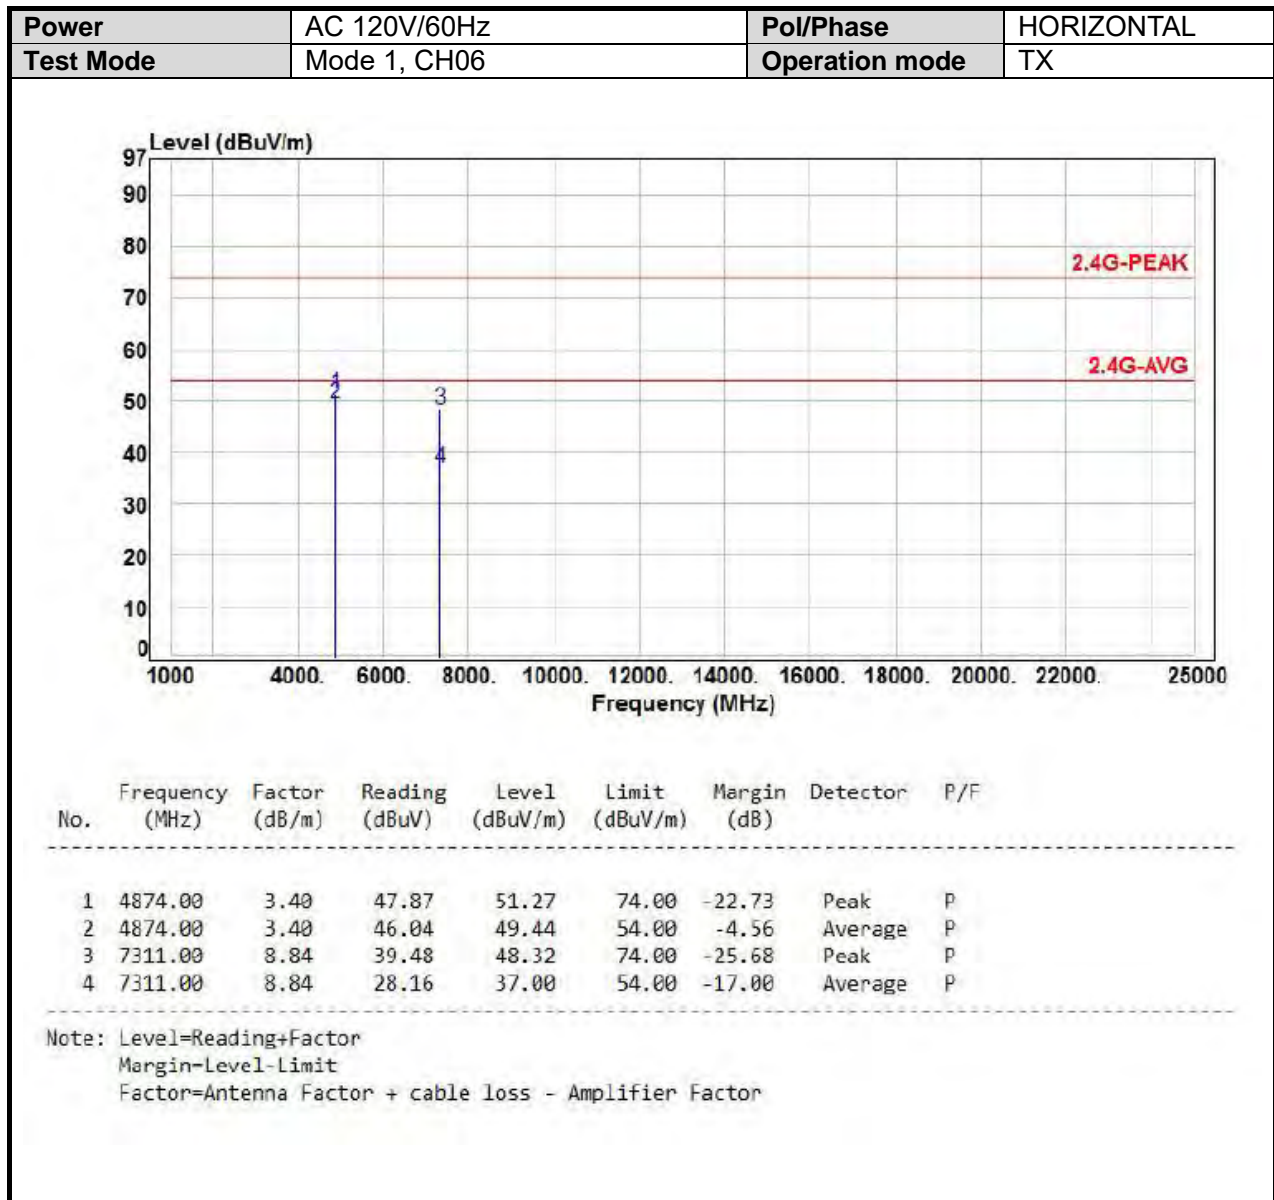 Power AC 120V/60Hz Pol/Phase HORIZONTAL
Test Mode Mode 1, CH06 Operation mode TX
Level (dBuV/m)
97
90
80
2.4G-PEAK
70
60
2.4G-AVG
1
2
3
50
4
40
30
20
10
0
1000 4000. 6000. 8000. 10000. 12000. 14000. 16000. 18000. 20000. 22000. 25000
Frequency (MHz)
Frequency Factor Reading Level Limit Margin Detector P/F
No. (MHz) (dB/m) (dBuV) (dBuV/m) (dBuV/m) (dB)
1 4874.00 3.40 47.87 51.27 74.00 -22.73 Peak P
2 4874.00 3.40 46.04 49.44 54.00 -4.56 Average P
3 7311.00 8.84 39.48 48.32 74.00 -25.68 Peak P
4 7311.00 8.84 28.16 37.00 54.00 -17.00 Average P
Note: Level=Reading+Factor
Margin=Level-Limit
Factor=Antenna Factor + cable loss - Amplifier Factor